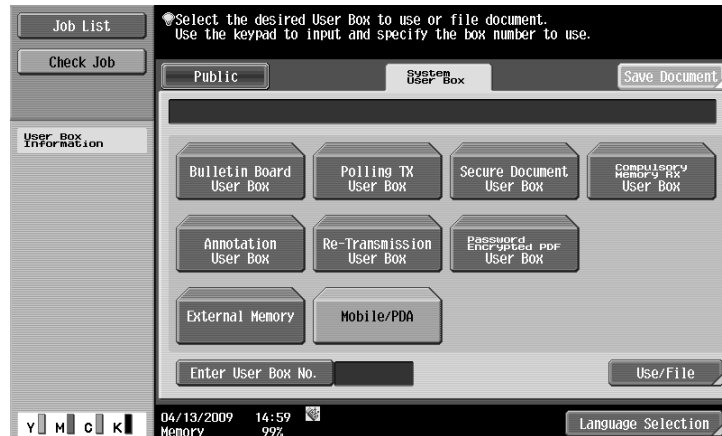 Job List
Check Job
User Box
Information
Select the desired User Box to use or file document.
Use the keypad to input and specify the box number to use.
Public
System
User Box
Save Document
Bulletin Board
User Box
Polling TX
User Box
Secure Document
User Box
Compulsory
Memory RX
User Box
Annotation
User Box
Re-Transmission
User Box
Password
Encrypted PDF
User Box
External Memory
Mobile/PDA
Enter User Box No.
Use/File
Y M C K
04/13/2009 14:59
Memory 99%
Language Selection